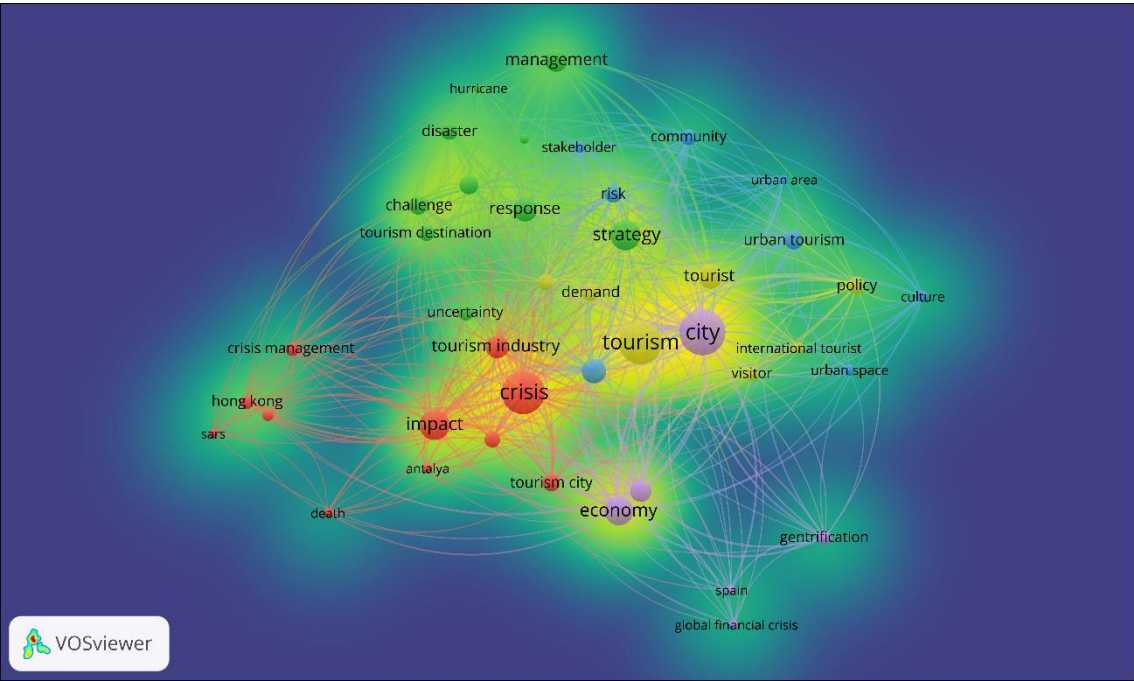 management
hurricane
disaster
stakeholder
community
urban area
risk
challenge
response
tourism destination
strategy
urban tourism
tourist
demand
policy
culture
uncertainty
tourism industry
tourism
city
crisis management
international tourist
visitor
urban space
crisis
hong kong
impact
sars
antalya
tourism city
economy
death
gentrification
spain
global financial crisis
VOSviewer